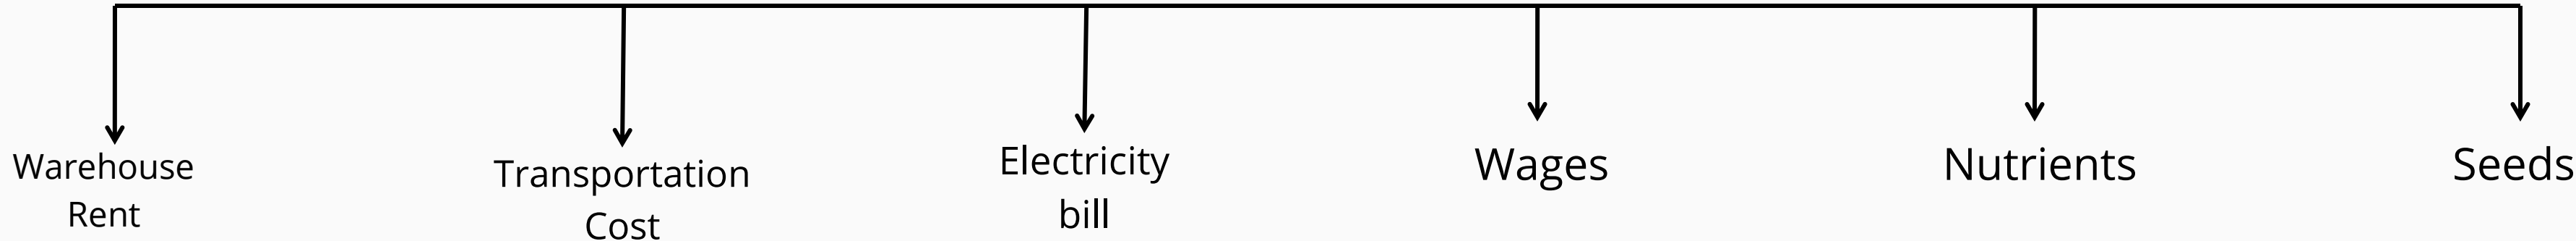 Warehouse
Rent
Transportation
Cost
Electricity
bill
Wages
Nutrients
Seeds